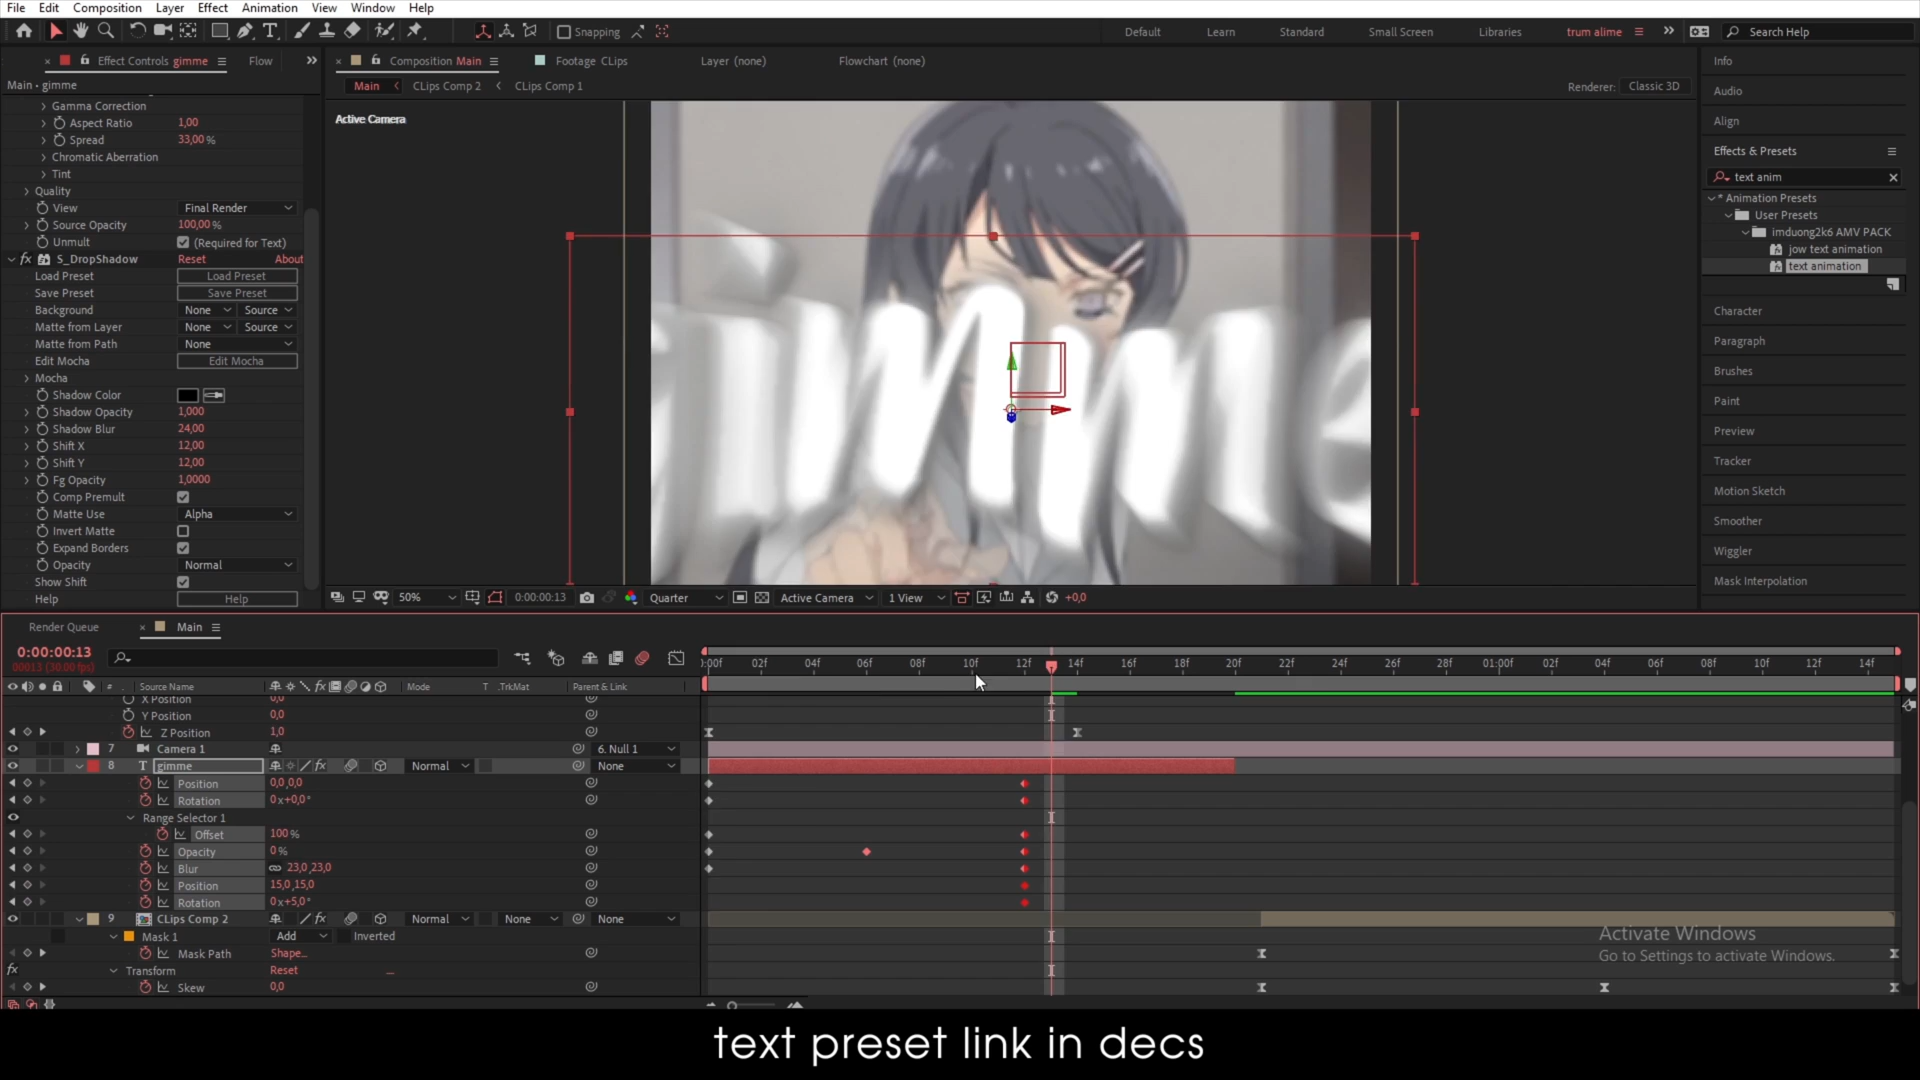 File Edit Composition Layer Effect Animation View Window Help
Snapping
Default Learn Standard Small Screen Libraries trum alime Search Help
Effect Controls gimme Flow
Composition Main Footage CLips Layer (none) Flowchart (none)
Main • gimme
Main CLips Comp 2 CLips Comp 1
Renderer: Classic 3D
Active Camera
Gamma Correction
Aspect Ratio 1,00
Spread 33,00 %
Chromatic Aberration
Tint
Quality
View Final Render
Source Opacity 100,00 %
Unmult (Required for Text)
fx S_DropShadow Reset About
Load Preset Load Preset
Save Preset Save Preset
Background None Source
Matte from Layer None Source
Matte from Path None
Edit Mocha Edit Mocha
Mocha
Shadow Color
Shadow Opacity 1,000
Shadow Blur 24,00
Shift X 12,00
Shift Y 12,00
Fg Opacity 1,0000
Comp Premult
Matte Use Alpha
Invert Matte
Expand Borders
Opacity Normal
Show Shift
Help Help
gimme
50% 0:00:00:13 Quarter Active Camera 1 View +0,0
Info
Audio
Align
Effects & Presets
text anim
* Animation Presets
User Presets
imduong2k6 AMV PACK
jow text animation
text animation
Character
Paragraph
Brushes
Paint
Preview
Tracker
Motion Sketch
Smoother
Wiggler
Mask Interpolation
Render Queue Main
0:00:00:13
00013 (30.00 fps)
:00f 02f 04f 06f 08f 10f 12f 14f 16f 18f 20f 22f 24f 26f 28f 01:00f 02f 04f 06f 08f 10f 12f 14f
# Source Name Mode T .TrkMat Parent & Link
X Position 0,0
Y Position 0,0
Z Position 1,0
7 Camera 1 6. Null 1
8 T gimme Normal None
Position 0,0,0,0
Rotation 0x+0,0°
Range Selector 1
Offset 100 %
Opacity 0 %
Blur 23,0,23,0
Position 15,0,15,0
Rotation 0x+5,0°
9 CLips Comp 2 Normal None None
Mask 1 Add Inverted
Mask Path Shape...
fx Transform Reset
Skew 0,0
Activate Windows
Go to Settings to activate Windows.
text preset link in decs